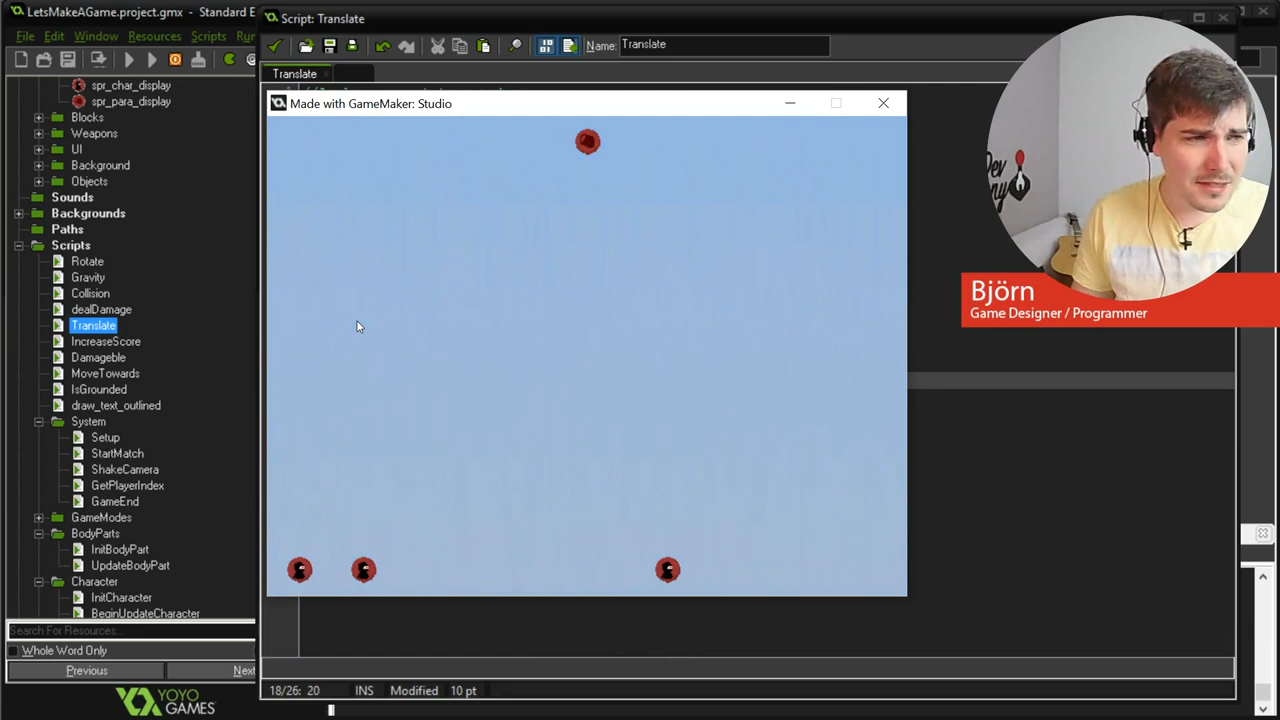 LetsMakeAGame.project.gmx - Standard E
File Edit Window Resources Scripts Ru
spr_char_display
spr_para_display
Blocks
Weapons
UI
Background
Objects
Sounds
Backgrounds
Paths
Scripts
Rotate
Gravity
Collision
dealDamage
Translate
IncreaseScore
Damageble
MoveTowards
IsGrounded
draw_text_outlined
System
Setup
StartMatch
ShakeCamera
GetPlayerIndex
GameEnd
GameModes
BodyParts
InitBodyPart
UpdateBodyPart
Character
InitCharacter
BeginUpdateCharacter
Search For Resources...
Whole Word Only
Previous
Next
YOYO
GAMES
Script: Translate
Name: Translate
Translate
Made with GameMaker: Studio
18/26: 20 INS Modified 10 pt
Björn
Game Designer / Programmer